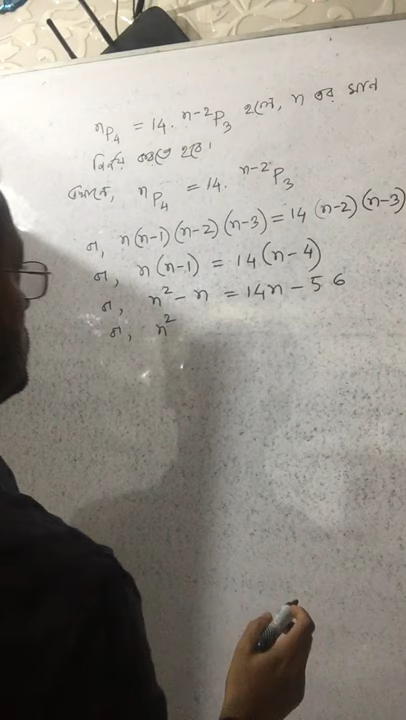 ⁿP₄ = 14. ⁿ⁻²P₃ হলে, n এর মান
নির্ণয় করতে হবে।
ⁿP₄ = 14. ⁿ⁻²P₃
বা, n(n-1)(n-2)(n-3) = 14 (n-2)(n-3)
বা, n(n-1) = 14(n-4)
বা, n² - n = 14n - 56
বা, n²